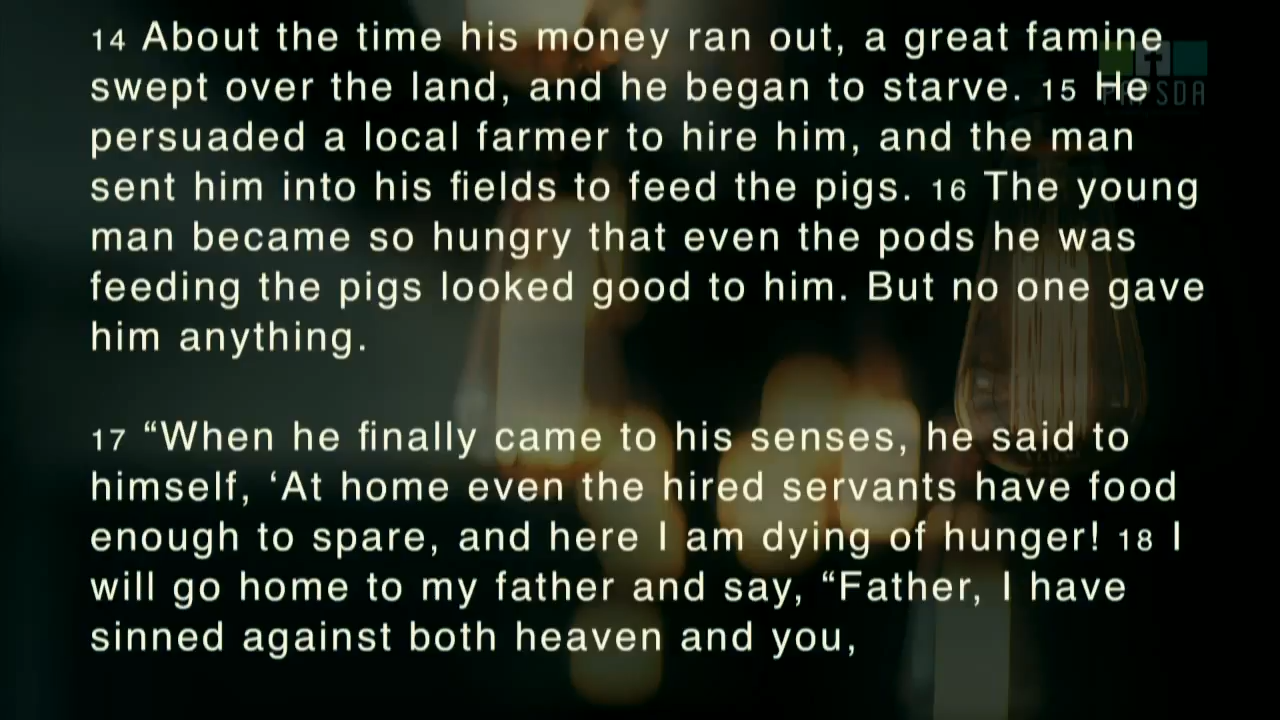 14 About the time his money ran out, a great famine
swept over the land, and he began to starve. 15 He
persuaded a local farmer to hire him, and the man
sent him into his fields to feed the pigs. 16 The young
man became so hungry that even the pods he was
feeding the pigs looked good to him. But no one gave
him anything.
17 “When he finally came to his senses, he said to
himself, ‘At home even the hired servants have food
enough to spare, and here I am dying of hunger! 18 I
will go home to my father and say, “Father, I have
sinned against both heaven and you,